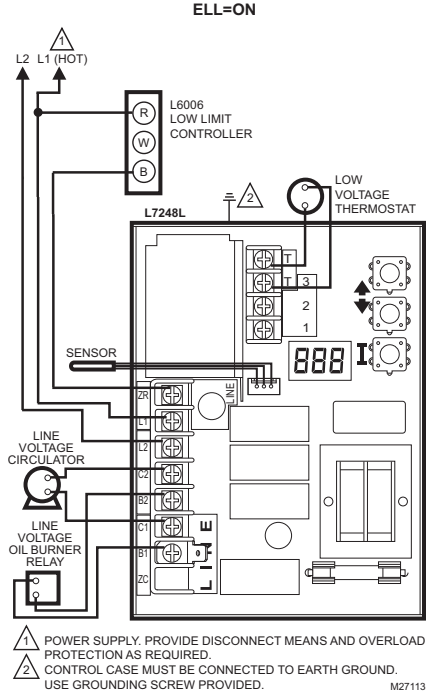 ELL=ON
1
L2 L1 (HOT)
R
W
B
L6006
LOW LIMIT
CONTROLLER
2
LOW
VOLTAGE
THERMOSTAT
L7248L
T
T 3
2
1
SENSOR
888
ZR
LINE
L1
L2
C2
B2
C1
B1
ZC
LINE
LINE
VOLTAGE
CIRCULATOR
LINE
VOLTAGE
OIL BURNER
RELAY
1 POWER SUPPLY. PROVIDE DISCONNECT MEANS AND OVERLOAD
PROTECTION AS REQUIRED.
2 CONTROL CASE MUST BE CONNECTED TO EARTH GROUND.
USE GROUNDING SCREW PROVIDED.
M27113